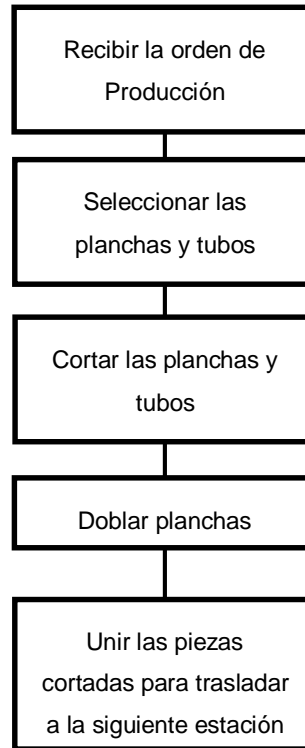 Recibir la orden de
Producción
Seleccionar las
planchas y tubos
Cortar las planchas y
tubos
Doblar planchas
Unir las piezas
cortadas para trasladar
a la siguiente estación